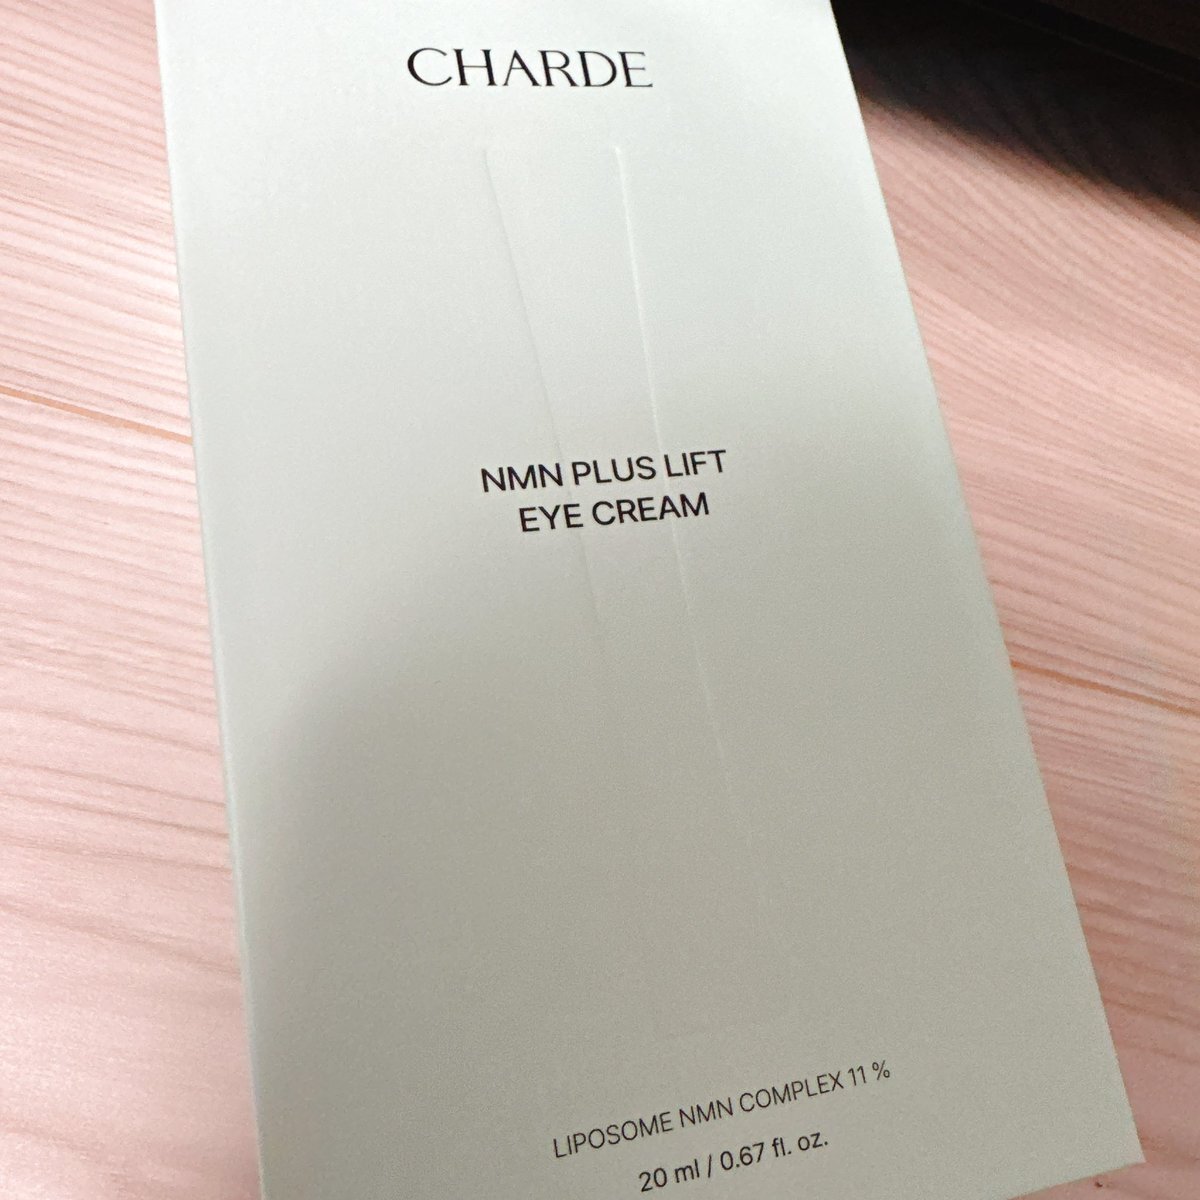 CHARDE
NMN PLUS LIFT
EYE CREAM
LIPOSOME NMN COMPLEX 11 %
20 ml / 0.67 fl. oz.